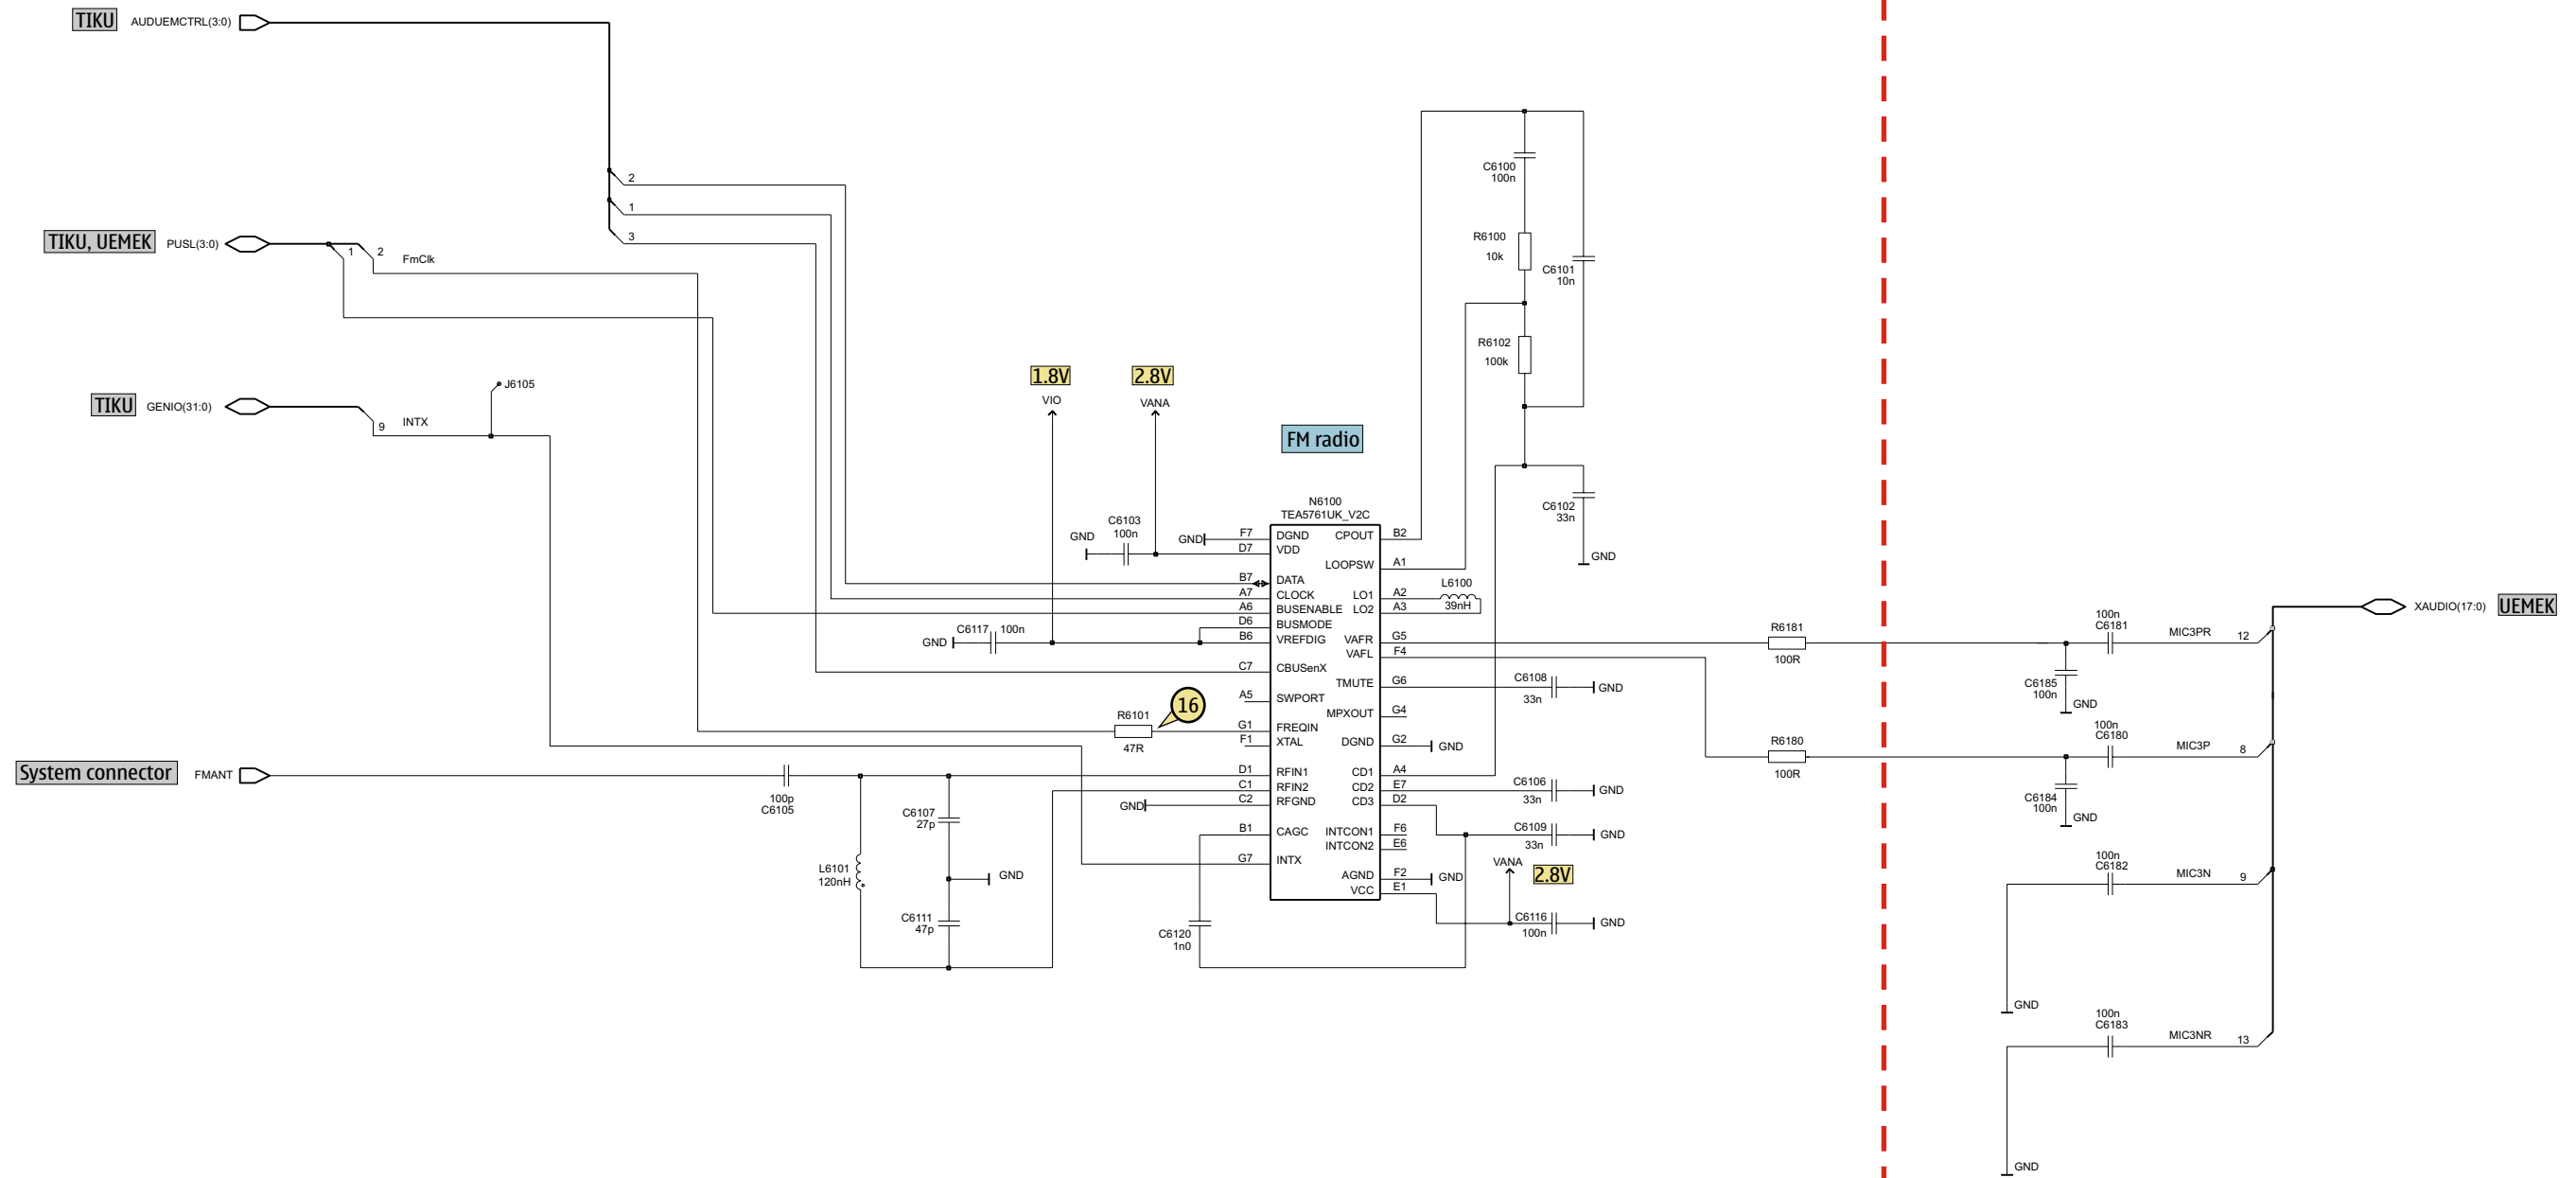 TIKU AUDUEMCTRL(3:0)
2
1
3
TIKU, UEMEK PUSL(3:0)
1 2 FmClk
TIKU GENIO(31:0)
9 INTX
J6105
System connector FMANT
100p
C6105
L6101
120nH
C6107
27p
GND
C6111
47p
1.8V
VIO
2.8V
VANA
C6103
100n
GND
GND
C6117 100n
GND
R6101
47R
16
GND
C6120
1n0
FM radio
N6100
TEA5761UK_V2C
F7 DGND CPOUT B2
D7 VDD
LOOPSW A1
B7 DATA
A7 CLOCK LO1 A2
A6 BUSENABLE LO2 A3
D6 BUSMODE
B6 VREFDIG VAFR G5
VAFL F4
C7 CBUSenX
TMUTE G6
A5 SWPORT
MPXOUT G4
G1 FREQIN
F1 XTAL DGND G2 GND
D1 RFIN1 CD1 A4
C1 RFIN2 CD2 E7
C2 RFGND CD3 D2
B1 CAGC INTCON1 F6
INTCON2 E6
G7 INTX
AGND F2 GND
VCC E1
C6100
100n
R6100
10k
C6101
10n
R6102
100k
C6102
33n
GND
L6100
39nH
C6108
33n
GND
C6106
33n
GND
C6109
33n
GND
VANA
2.8V
C6116
100n
GND
R6181
100R
R6180
100R
100n
C6181
MIC3PR 12
C6185
100n
GND
100n
C6180
MIC3P 8
C6184
100n
GND
100n
C6182
MIC3N 9
GND
100n
C6183
MIC3NR 13
GND
XAUDIO(17:0) UEMEK